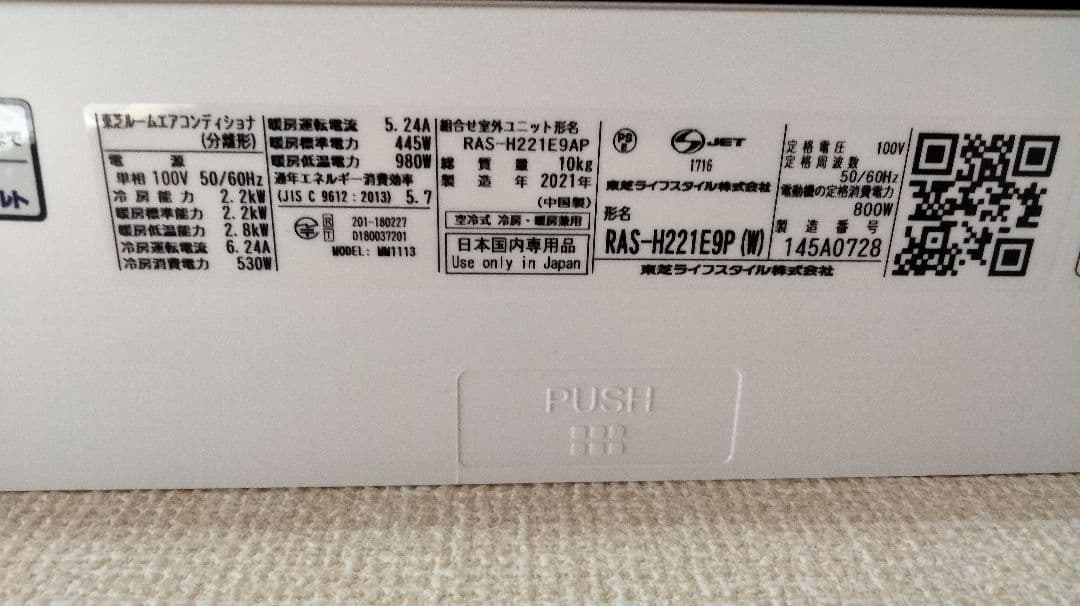 東芝ルームエアコンディショナ
(分離形)
電 源
単相 100V 50/60Hz
冷房能力 2.2kW
暖房標準能力 2.2kW
暖房低温能力 2.8kW
冷房運転電流 6.24A
冷房消費電力 530W
暖房運転電流 5.24A
暖房標準電力 445W
暖房低温電力 980W
通年エネルギー消費効率
(JIS C 9612:2013) 5.7
R 201-180227
T D180037201
MODEL: MM1113
組合せ室外ユニット形名
RAS-H221E9AP
総質量 10kg
製造年 2021年
(中国製)
空冷式 冷房・暖房兼用
日本国内専用品
Use only in Japan
PS
E
JET
1716
東芝ライフスタイル株式会社
形名
RAS-H221E9P(W)
定格電圧 100V
定格周波数
50/60Hz
電動機の定格消費電力
800W
製造番号
145A0728
東芝ライフスタイル株式会社
PUSH